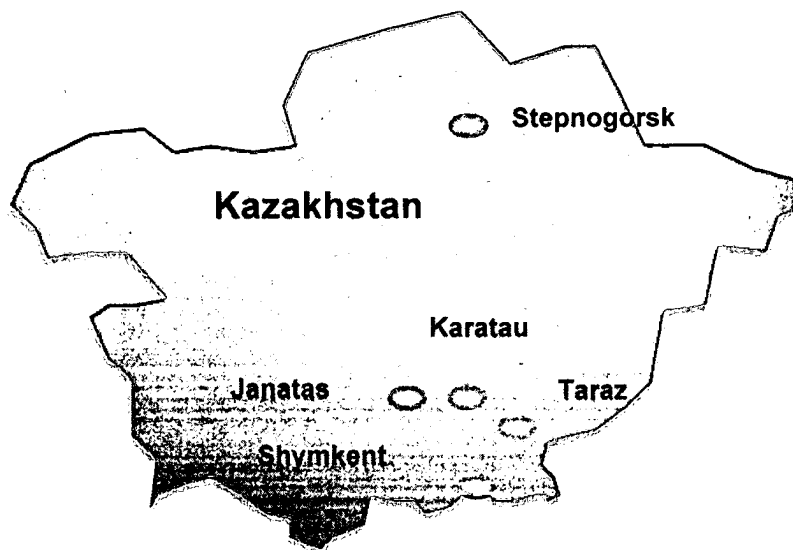 Stepnogorsk
Kazakhstan
Karatau
Janatas
Taraz
Shymkent